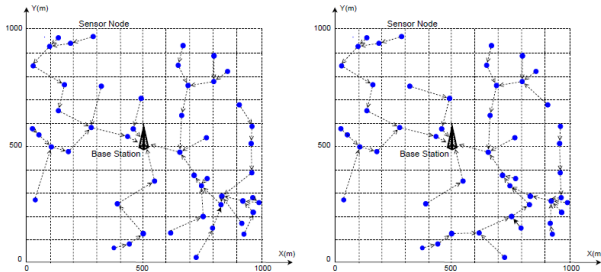 Y(m)
Sensor Node
1000
500
Base Station
0
500
1000
X(m)
Y(m)
Sensor Node
1000
500
Base Station
0
500
1000
X(m)